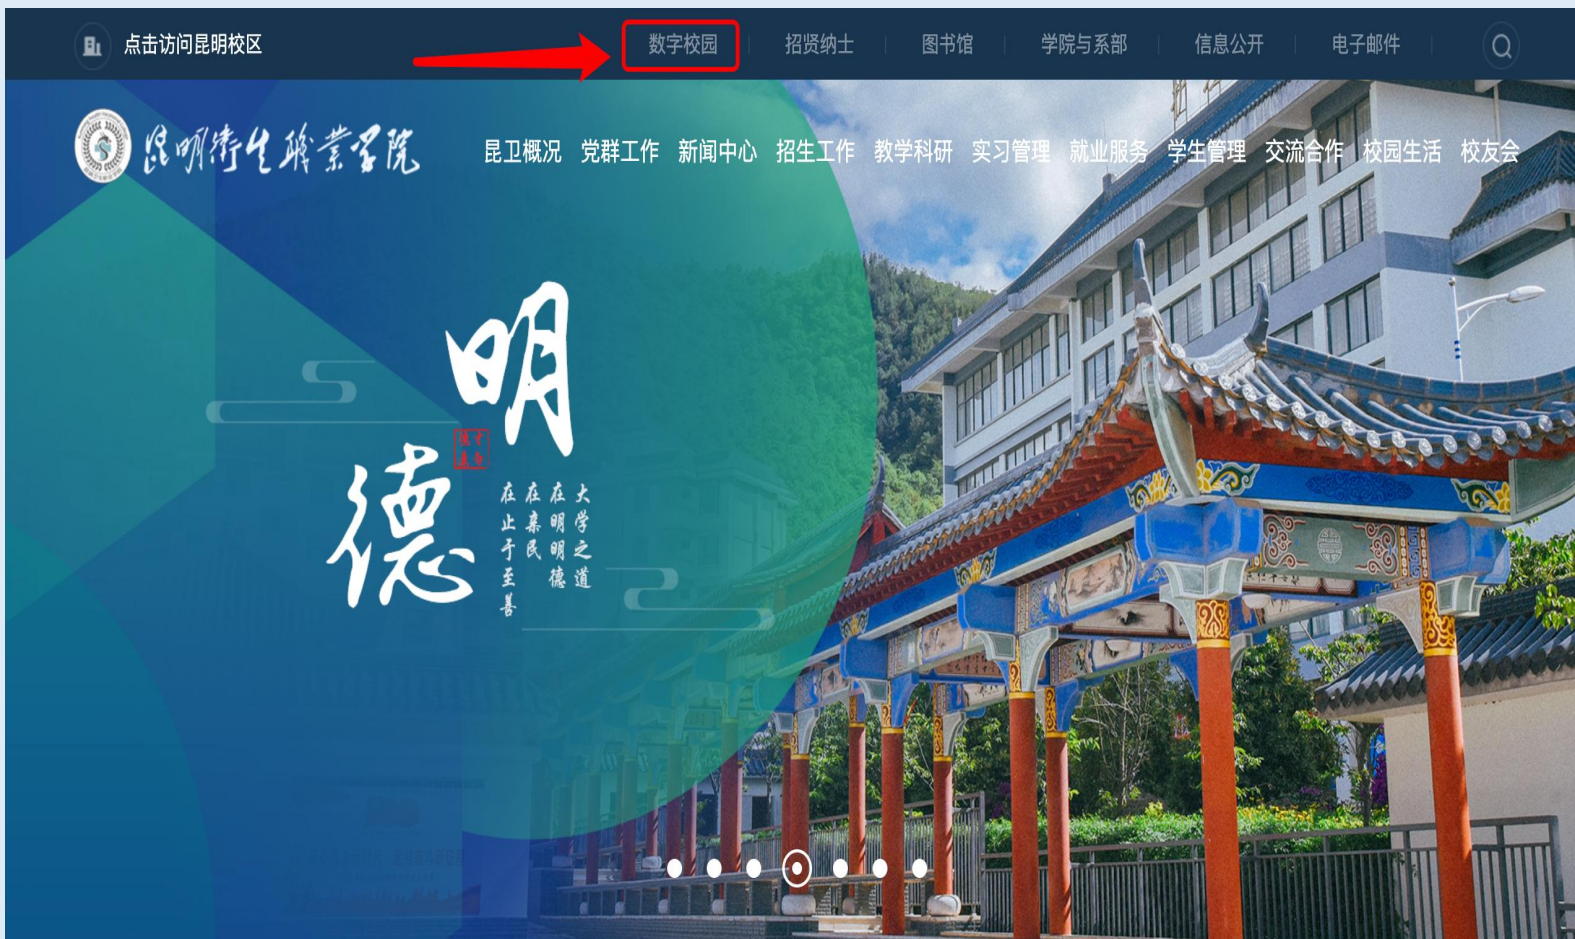 点击访问昆明校区
数字校园
招贤纳士
图书馆
学院与系部
信息公开
电子邮件
昆明卫生职业学院
昆卫概况 党群工作 新闻中心 招生工作 教学科研 实习管理 就业服务 学生管理 交流合作 校园生活 校友会
明
德
大学之道
在明明德
在亲民
在止于至善